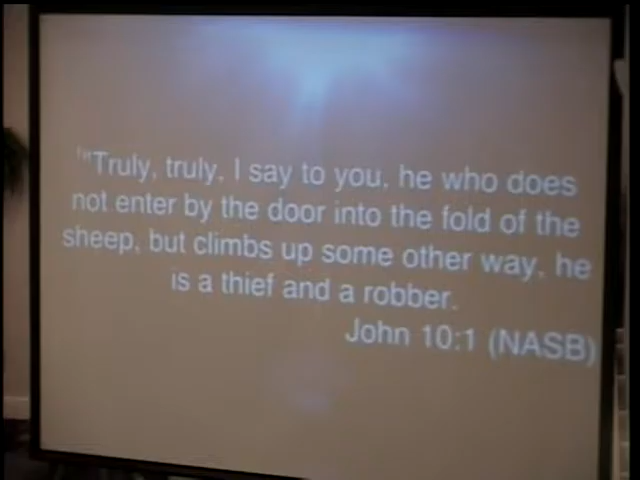 "Truly, truly, I say to you, he who does
not enter by the door into the fold of the
sheep, but climbs up some other way, he
is a thief and a robber.
John 10:1 (NASB)